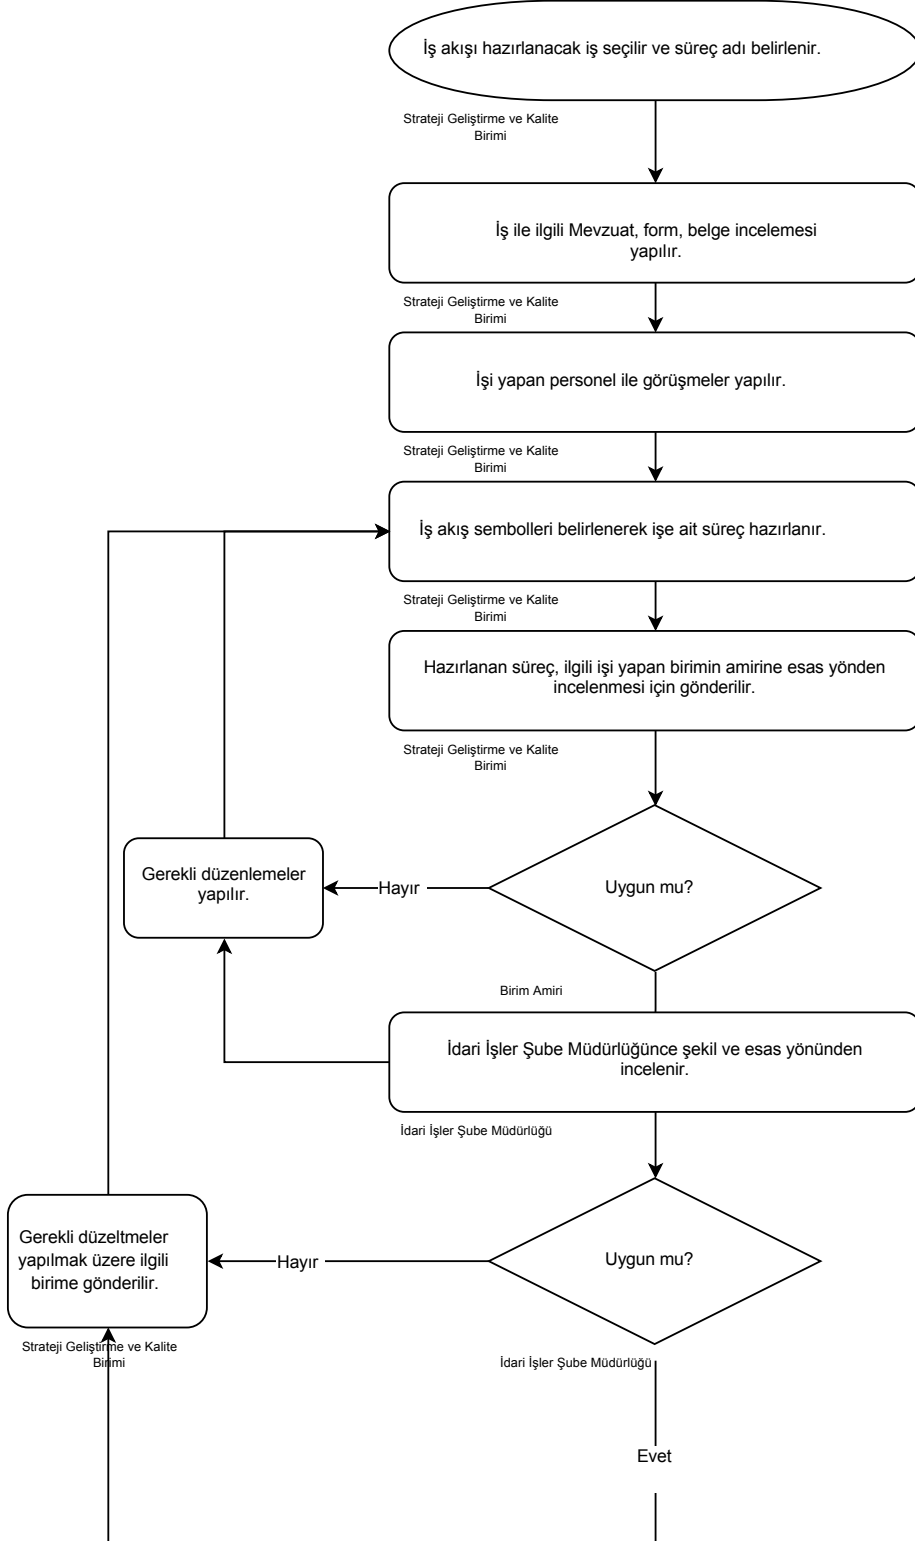 İş akışı hazırlanacak iş seçilir ve süreç adı belirlenir.
Strateji Geliştirme ve Kalite
Birimi
İş ile ilgili Mevzuat, form, belge incelemesi
yapılır.
Strateji Geliştirme ve Kalite
Birimi
İşi yapan personel ile görüşmeler yapılır.
Strateji Geliştirme ve Kalite
Birimi
İş akış sembolleri belirlenerek işe ait süreç hazırlanır.
Strateji Geliştirme ve Kalite
Birimi
Hazırlanan süreç, ilgili işi yapan birimin amirine esas yönden
incelenmesi için gönderilir.
Strateji Geliştirme ve Kalite
Birimi
Gerekli düzenlemeler
yapılır.
Hayır
Uygun mu?
Birim Amiri
İdari İşler Şube Müdürlüğünce şekil ve esas yönünden
incelenir.
İdari İşler Şube Müdürlüğü
Gerekli düzeltmeler
yapılmak üzere ilgili
birime gönderilir.
Hayır
Uygun mu?
Strateji Geliştirme ve Kalite
Birimi
İdari İşler Şube Müdürlüğü
Evet